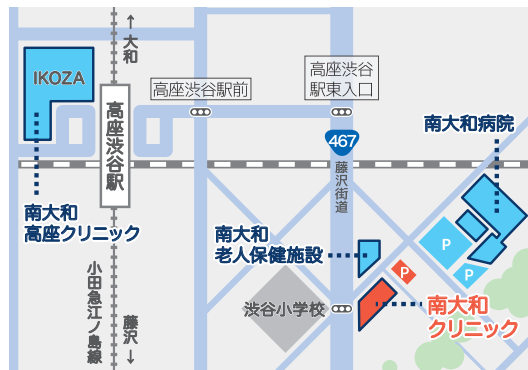 ↑
大和
IKOZA
高座渋谷駅前
高座渋谷
駅東入口
高座渋谷駅
467
藤沢街道
南大和病院
南大和
高座クリニック
南大和
老人保健施設
P
P
P
渋谷小学校
南大和
クリニック
小田急江ノ島線
藤沢
↓